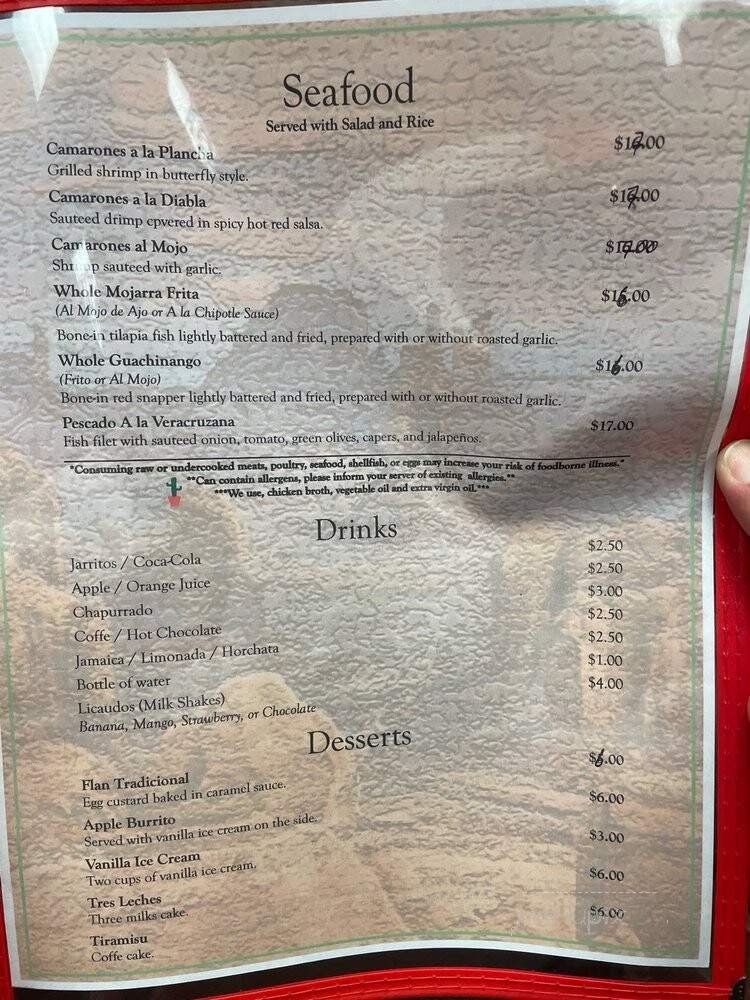 Seafood
Served with Salad and Rice
Camarones a la Plancha
Grilled shrimp in butterfly style.
Camarones a la Diabla
Sauteed drimp cpvered in spicy hot red salsa.
Camarones al Mojo
Shrimp sauteed with garlic.
Whole Mojarra Frita $16.00
(Al Mojo de Ajo or A la Chipotle Sauce)
Bone-in tilapia fish lightly battered and fried, prepared with or without roasted garlic.
Whole Guachinango $16.00
(Frito or Al Mojo)
Bone-in red snapper lightly battered and fried, prepared with or without roasted garlic.
Pescado A la Veracruzana $17.00
Fish filet with sauteed onion, tomato, green olives, capers, and jalapeños.
*Consuming raw or undercooked meats, poultry, seafood, shellfish, or eggs may increase your risk of foodborne illness.*
**Can contain allergens, please inform your server of existing allergies.**
***We use, chicken broth, vegetable oil and extra virgin oil.***
Drinks
Jarritos / Coca-Cola $2.50
Apple / Orange Juice $2.50
Chapurrado $3.00
Coffe / Hot Chocolate $2.50
Jamaica / Limonada / Horchata $2.50
Bottle of water $1.00
Licaudos (Milk Shakes) $4.00
Banana, Mango, Strawberry, or Chocolate
Desserts
Flan Tradicional $6.00
Egg custard baked in caramel sauce.
Apple Burrito $6.00
Served with vanilla ice cream on the side.
Vanilla Ice Cream $3.00
Two cups of vanilla ice cream.
Tres Leches $6.00
Three milks cake.
Tiramisu $6.00
Coffe cake.